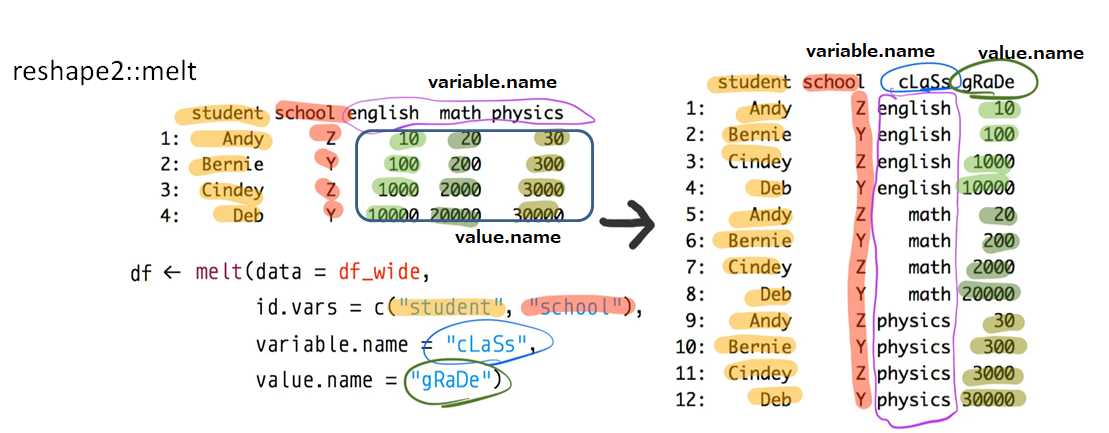 reshape2::melt
variable.name
student school english math physics
1: Andy Z 10 20 30
2: Bernie Y 100 200 300
3: Cindey Z 1000 2000 3000
4: Deb Y 10000 20000 30000
value.name
df ← melt(data = df_wide,
id.vars = c("student", "school"),
variable.name = "cLaSs",
value.name = "gRaDe")
variable.name value.name
student school cLaSs gRaDe
1: Andy Z english 10
2: Bernie Y english 100
3: Cindey Z english 1000
4: Deb Y english 10000
5: Andy Z math 20
6: Bernie Y math 200
7: Cindey Z math 2000
8: Deb Y math 20000
9: Andy Z physics 30
10: Bernie Y physics 300
11: Cindey Z physics 3000
12: Deb Y physics 30000